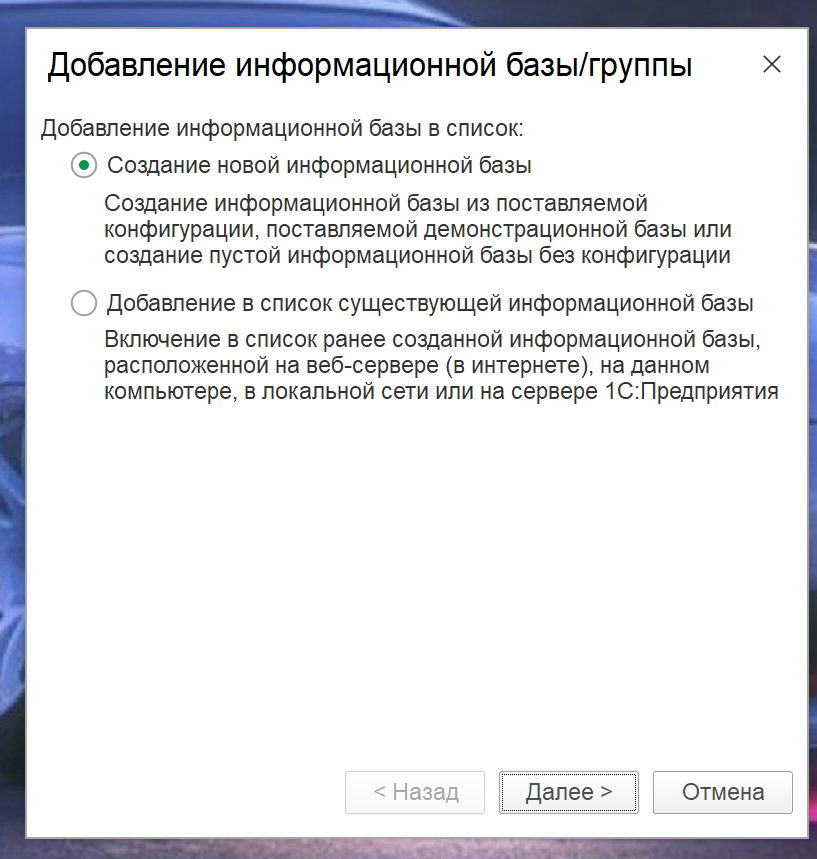 Добавление информационной базы/группы
Добавление информационной базы в список:
Создание новой информационной базы
Создание информационной базы из поставляемой
конфигурации, поставляемой демонстрационной базы или
создание пустой информационной базы без конфигурации
Добавление в список существующей информационной базы
Включение в список ранее созданной информационной базы,
расположенной на веб-сервере (в интернете), на данном
компьютере, в локальной сети или на сервере 1С:Предприятия
< Назад Далее > Отмена